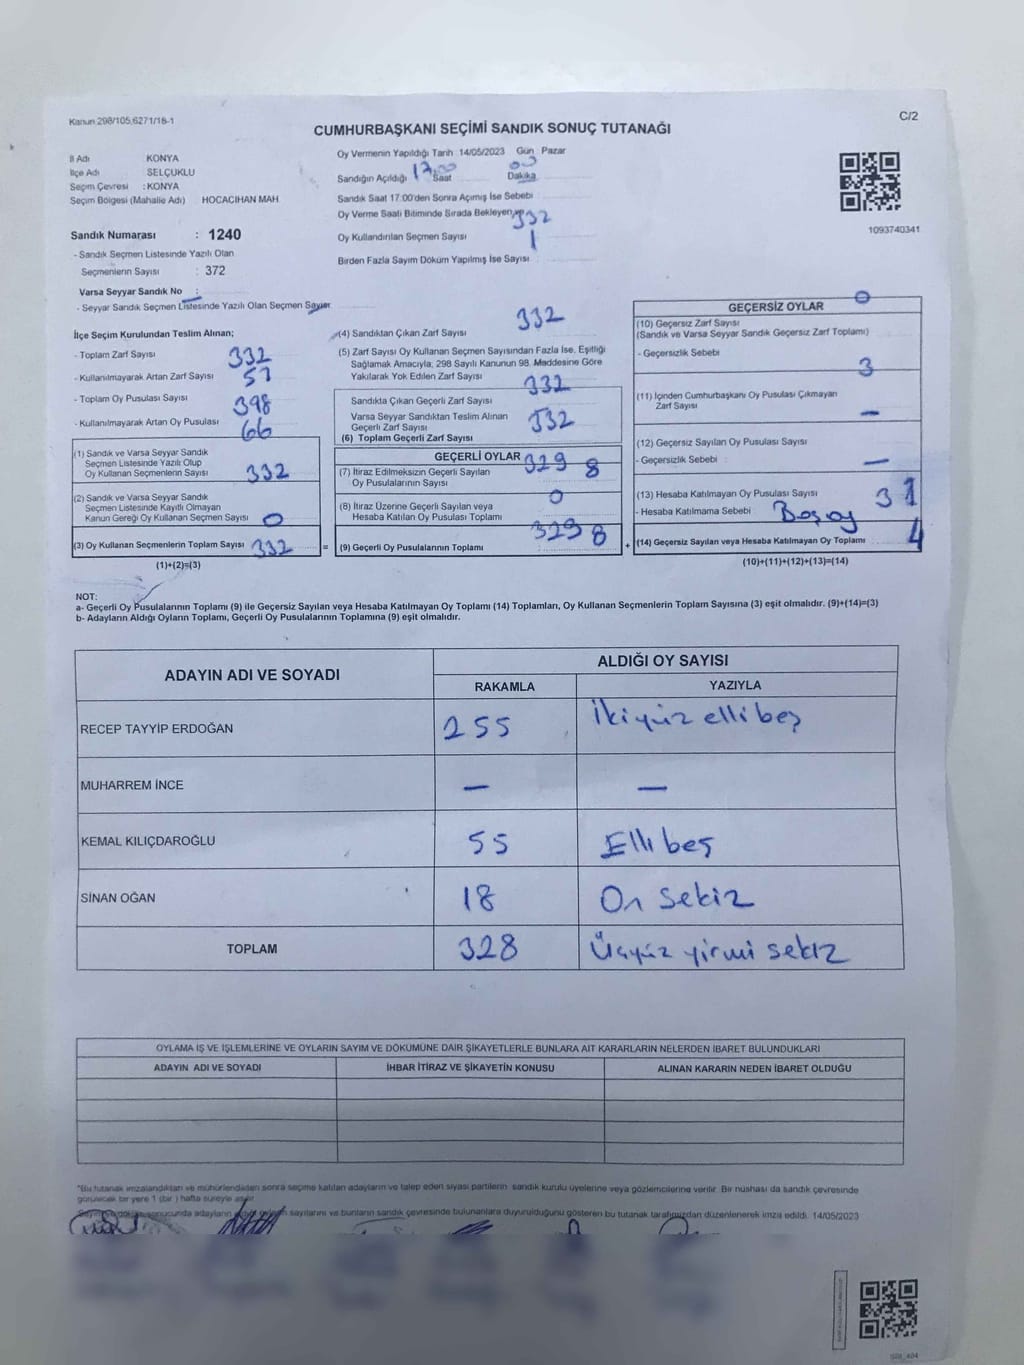 Kanun 298/105,6271/18-1
C/2
CUMHURBAŞKANI SEÇİMİ SANDIK SONUÇ TUTANAĞI
İl Adı KONYA
İlçe Adı SELÇUKLU
Seçim Çevresi : KONYA
Seçim Bölgesi (Mahalle Adı) HOCACIHAN MAH.
Sandık Numarası : 1240
- Sandık Seçmen Listesinde Yazılı Olan
Seçmenlerin Sayısı : 372
Varsa Seyyar Sandık No :
- Seyyar Sandık Seçmen Listesinde Yazılı Olan Seçmen Sayısı:
Oy Vermenin Yapıldığı Tarih :14/05/2023 Gün Pazar
Sandığın Açıldığı 17:00 Saat Dakika
Sandık Saat 17:00'den Sonra Açımış İse Sebebi
Oy Verme Saati Bitiminde Sırada Bekleyen
332
Oy Kullandırılan Seçmen Sayısı
1
Birden Fazla Sayım Döküm Yapılmış İse Sayısı
1093740341
İlçe Seçim Kurulundan Teslim Alınan;
- Toplam Zarf Sayısı 332
- Kullanılmayarak Artan Zarf Sayısı
- Toplam Oy Pusulası Sayısı 398
- Kullanılmayarak Artan Oy Pusulası 66
(1) Sandık ve Varsa Seyyar Sandık
Seçmen Listesinde Yazılı Olup
Oy Kullanan Seçmenlerin Sayısı 332
(2) Sandık ve Varsa Seyyar Sandık
Seçmen Listesinde Kayıtlı Olmayan
Kanun Gereği Oy Kullanan Seçmen Sayısı 0
(3) Oy Kullanan Seçmenlerin Toplam Sayısı 332 =
(1)+(2)=(3)
(4) Sandıktan Çıkan Zarf Sayısı 332
(5) Zarf Sayısı Oy Kullanan Seçmen Sayısından Fazla İse, Eşitliği
Sağlamak Amacıyla, 298 Sayılı Kanunun 98. Maddesine Göre
Yakılarak Yok Edilen Zarf Sayısı
332
Sandıkta Çıkan Geçerli Zarf Sayısı
Varsa Seyyar Sandıktan Teslim Alınan
Geçerli Zarf Sayısı 332
(6) Toplam Geçerli Zarf Sayısı
GEÇERLİ OYLAR
(7) İtiraz Edilmeksizin Geçerli Sayılan 329 8
Oy Pusulalarının Sayısı
(8) İtiraz Üzerine Geçerli Sayılan veya 0
Hesaba Katılan Oy Pusulası Toplamı
(9) Geçerli Oy Pusulalarının Toplamı 329 8 +
GEÇERSİZ OYLAR 0
(10) Geçersiz Zarf Sayısı
(Sandık ve Varsa Seyyar Sandık Geçersiz Zarf Toplamı)
- Geçersizlik Sebebi
3
(11) İçinden Cumhurbaşkanı Oy Pusulası Çıkmayan
Zarf Sayısı —
(12) Geçersiz Sayılan Oy Pusulası Sayısı
- Geçersizlik Sebebi : —
(13) Hesaba Katılmayan Oy Pusulası Sayısı 3 1
- Hesaba Katılmama Sebebi
(14) Geçersiz Sayılan veya Hesaba Katılmayan Oy Toplamı 4
(10)+(11)+(12)+(13)=(14)
NOT:
a- Geçerli Oy Pusulalarının Toplamı (9) ile Geçersiz Sayılan veya Hesaba Katılmayan Oy Toplamı (14) Toplamları, Oy Kullanan Seçmenlerin Toplam Sayısına (3) eşit olmalıdır. (9)+(14)=(3)
b- Adayların Aldığı Oyların Toplamı, Geçerli Oy Pusulalarının Toplamına (9) eşit olmalıdır.
ADAYIN ADI VE SOYADI ALDIĞI OY SAYISI
RAKAMLA YAZIYLA
RECEP TAYYİP ERDOĞAN 255 İkiyüz elli beş
MUHARREM İNCE — —
KEMAL KILIÇDAROĞLU 55 Elli beş
SİNAN OĞAN 18 On sekiz
TOPLAM 328 Üçyüz yirmi sekiz
OYLAMA İŞ VE İŞLEMLERİNE VE OYLARIN SAYIM VE DÖKÜMÜNE DAİR ŞİKAYETLERLE BUNLARA AİT KARARLARIN NELERDEN İBARET BULUNDUKLARI
ADAYIN ADI VE SOYADI İHBAR İTİRAZ VE ŞİKAYETİN KONUSU ALINAN KARARIN NEDEN İBARET OLDUĞU
*Bu tutanak imzalandıktan ve mühürlendikten sonra seçime katılan adayların ve talep eden siyasi partilerin sandık kurulu üyelerine veya gözlemcilerine verilir. Bir nüshası da sandık çevresinde
görülecek bir yere 1 (bir ) hafta süreyle asılır.
sonucunda adayların sayılarını ve bunların sandık çevresinde bulunanlara duyurulduğunu gösteren bu tutanak tarafımızdan düzenlenerek imza edildi. 14/05/2023